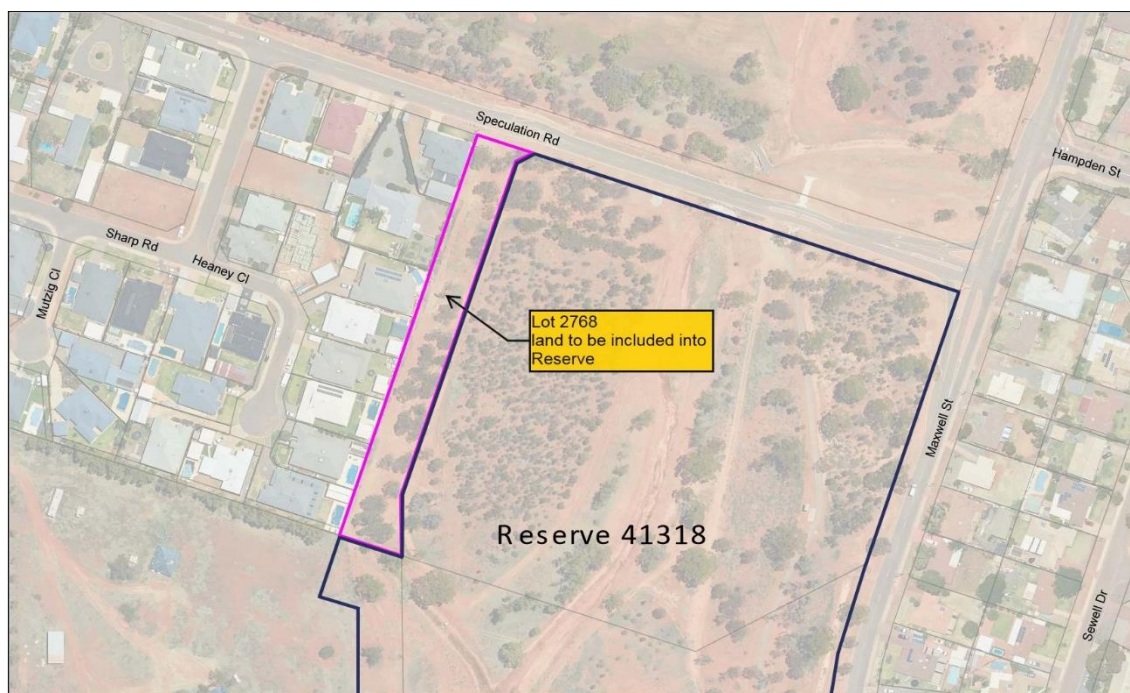 Speculation Rd
Hampden St
Sharp Rd
Heaney Cl
Mutzig Cl
Lot 2768
land to be included into
Reserve
Maxwell St
Reserve 41318
Sewell Dr